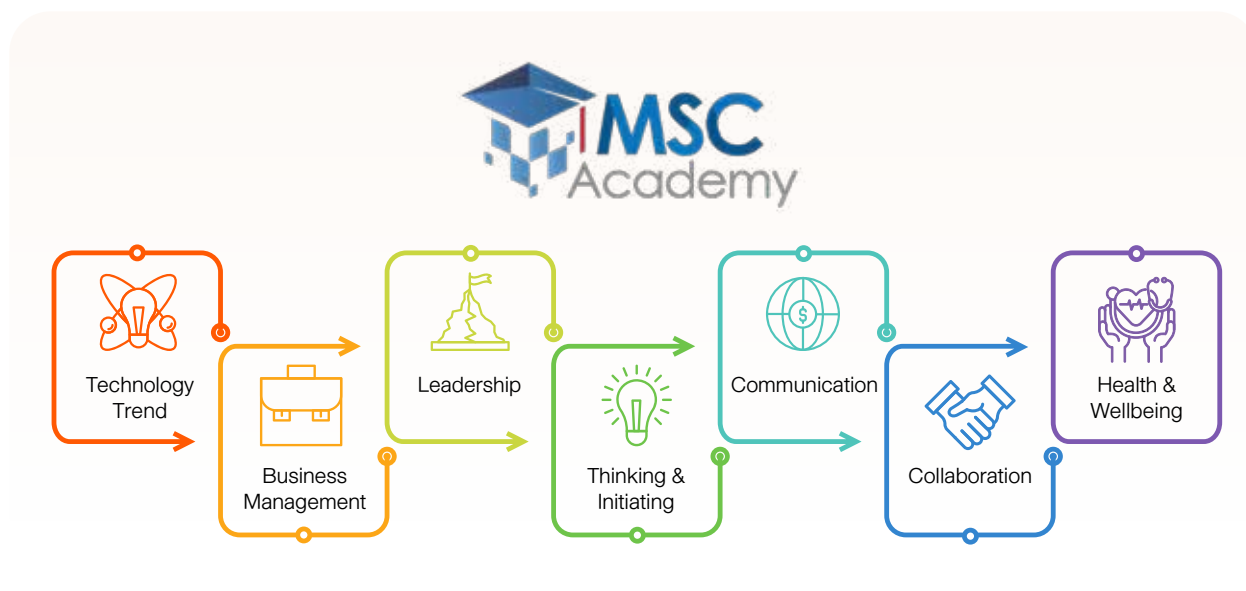 MSC
Academy
Technology
Trend
Business
Management
Leadership
Thinking &
Initiating
$
Communication
Collaboration
Health &
Wellbeing